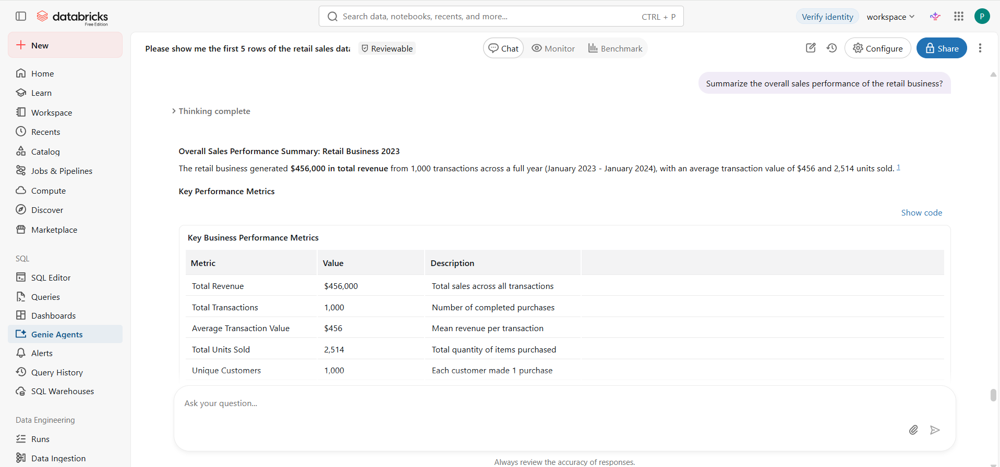 databricks
Free Edition
Search data, notebooks, recents, and more...
CTRL + P
Verify identity
workspace
P
New
Home
Learn
Workspace
Recents
Catalog
Jobs & Pipelines
Compute
Discover
Marketplace
SQL
SQL Editor
Queries
Dashboards
Genie Agents
Alerts
Query History
SQL Warehouses
Data Engineering
Runs
Data Ingestion
Please show me the first 5 rows of the retail sales data
Reviewable
Chat
Monitor
Benchmark
Configure
Share
Summarize the overall sales performance of the retail business?
Thinking complete
Overall Sales Performance Summary: Retail Business 2023
The retail business generated $456,000 in total revenue from 1,000 transactions across a full year (January 2023 - January 2024), with an average transaction value of $456 and 2,514 units sold. 1
Key Performance Metrics
Show code
Key Business Performance Metrics
Metric Value Description
Total Revenue $456,000 Total sales across all transactions
Total Transactions 1,000 Number of completed purchases
Average Transaction Value $456 Mean revenue per transaction
Total Units Sold 2,514 Total quantity of items purchased
Unique Customers 1,000 Each customer made 1 purchase
Ask your question...
Always review the accuracy of responses.